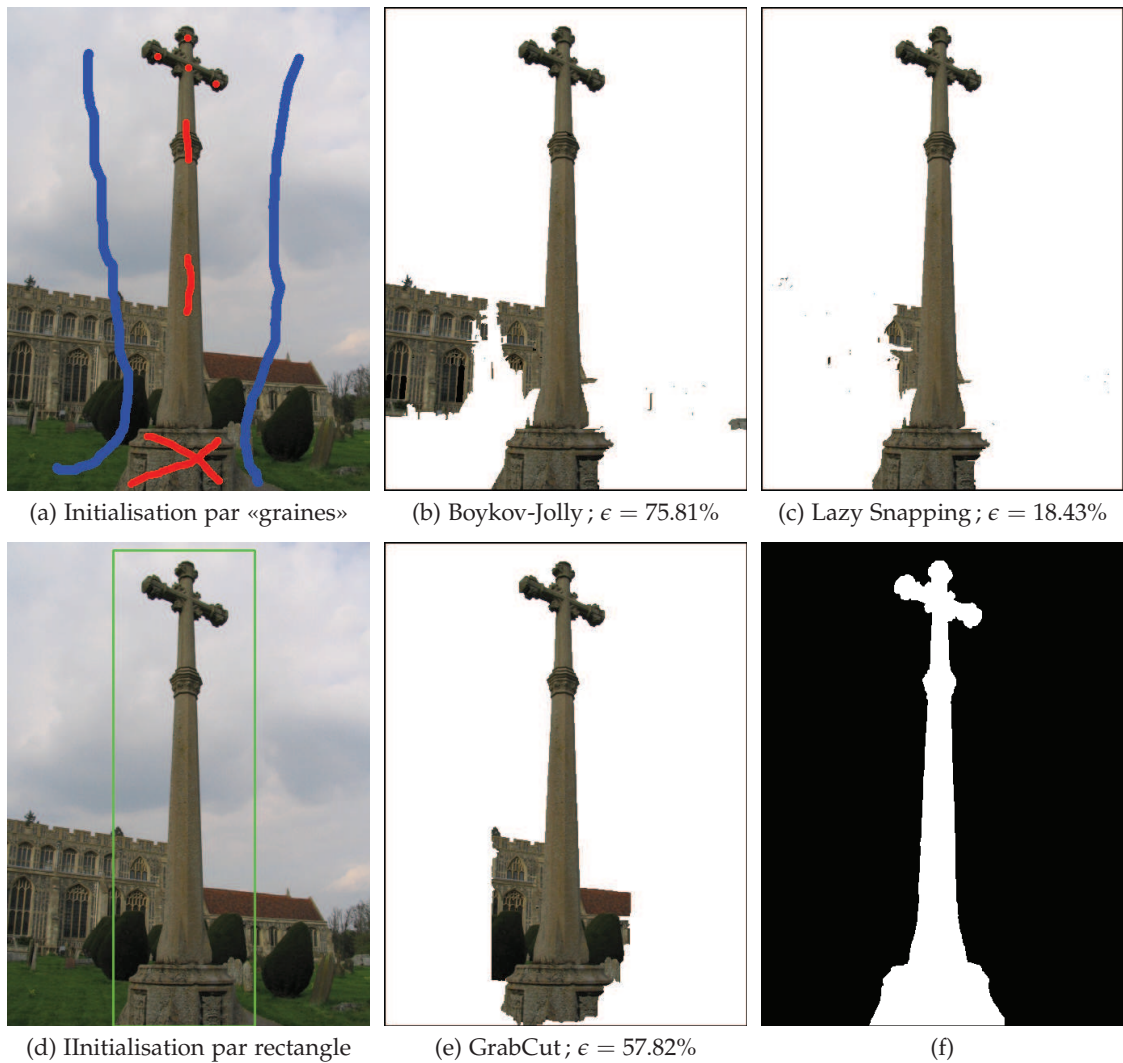 (a) Initialisation par «graines»
(b) Boykov-Jolly ; ϵ = 75.81%
(c) Lazy Snapping ; ϵ = 18.43%
(d) IInitialisation par rectangle
(e) GrabCut ; ϵ = 57.82%
(f)